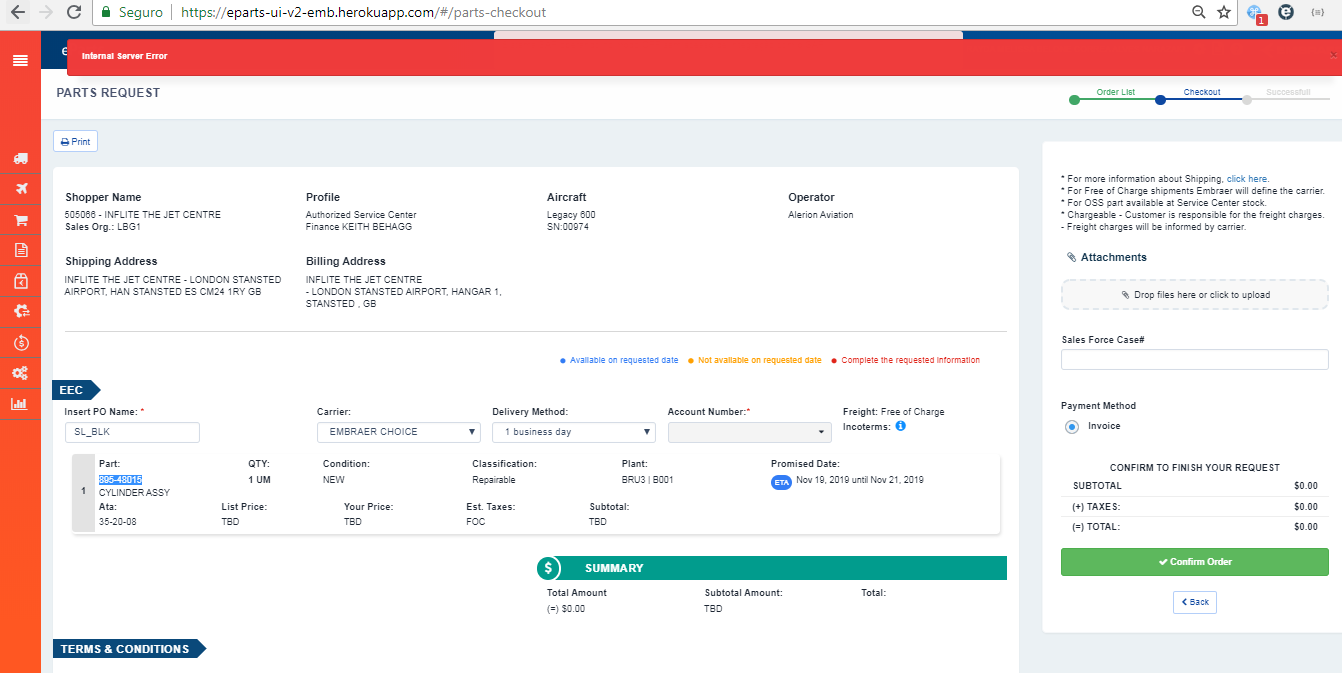 Seguro https://eparts-ui-v2-emb.herokuapp.com/#/parts-checkout
1
e
Internal Server Error
×
PARTS REQUEST
Order List Checkout Successfull
Print
Shopper Name
505066 - INFLITE THE JET CENTRE
Sales Org.: LBG1
Profile
Authorized Service Center
Finance KEITH BEHAGG
Aircraft
Legacy 600
SN:00974
Operator
Alerion Aviation
Shipping Address
INFLITE THE JET CENTRE - LONDON STANSTED
AIRPORT, HAN STANSTED ES CM24 1RY GB
Billing Address
INFLITE THE JET CENTRE
- LONDON STANSTED AIRPORT, HANGAR 1,
STANSTED , GB
Available on requested date Not available on requested date Complete the requested information
EEC
Insert PO Name: *
SL_BLK
Carrier:
EMBRAER CHOICE
Delivery Method:
1 business day
Account Number:*
Freight: Free of Charge
Incoterms:
1
Part:
895-48015
CYLINDER ASSY
QTY:
1 UM
Condition:
NEW
Classification:
Repairable
Plant:
BRU3 | B001
Promised Date:
ETA Nov 19, 2019 until Nov 21, 2019
Ata:
35-20-08
List Price:
TBD
Your Price:
TBD
Est. Taxes:
FOC
Subtotal:
TBD
$ SUMMARY
Total Amount
(=) $0.00
Subtotal Amount:
TBD
Total:
TERMS & CONDITIONS
* For more information about Shipping, click here.
* For Free of Charge shipments Embraer will define the carrier.
* For OSS part available at Service Center stock.
* Chargeable - Customer is responsible for the freight charges.
- Freight charges will be informed by carrier.
Attachments
Drop files here or click to upload
Sales Force Case#
Payment Method
Invoice
CONFIRM TO FINISH YOUR REQUEST
SUBTOTAL $0.00
(+) TAXES: $0.00
(=) TOTAL: $0.00
Confirm Order
Back